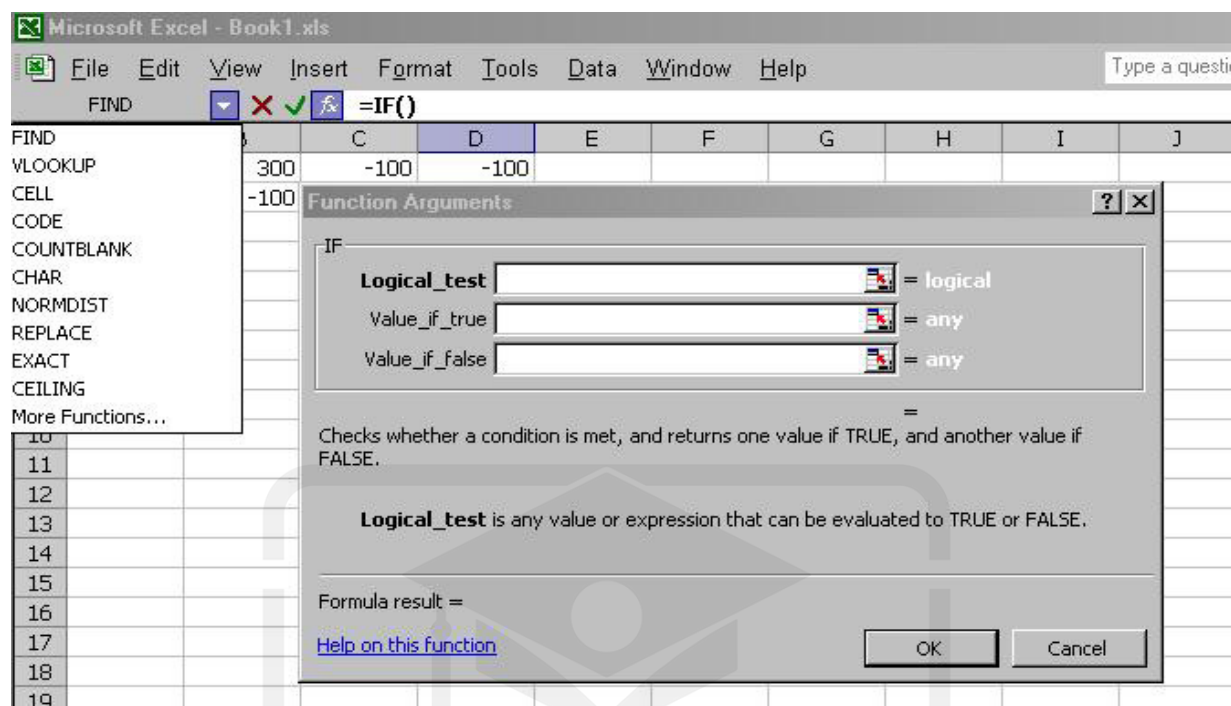 Microsoft Excel - Book1.xls
File Edit View Insert Format Tools Data Window Help Type a questi
FIND fx =IF()
FIND
VLOOKUP
CELL
CODE
COUNTBLANK
CHAR
NORMDIST
REPLACE
EXACT
CEILING
More Functions...
C D E F G H I J
300 -100 -100
-100
Function Arguments ?
IF
Logical_test = logical
Value_if_true = any
Value_if_false = any
=
Checks whether a condition is met, and returns one value if TRUE, and another value if
FALSE.
Logical_test is any value or expression that can be evaluated to TRUE or FALSE.
Formula result =
Help on this function OK Cancel
10
11
12
13
14
15
16
17
18
19